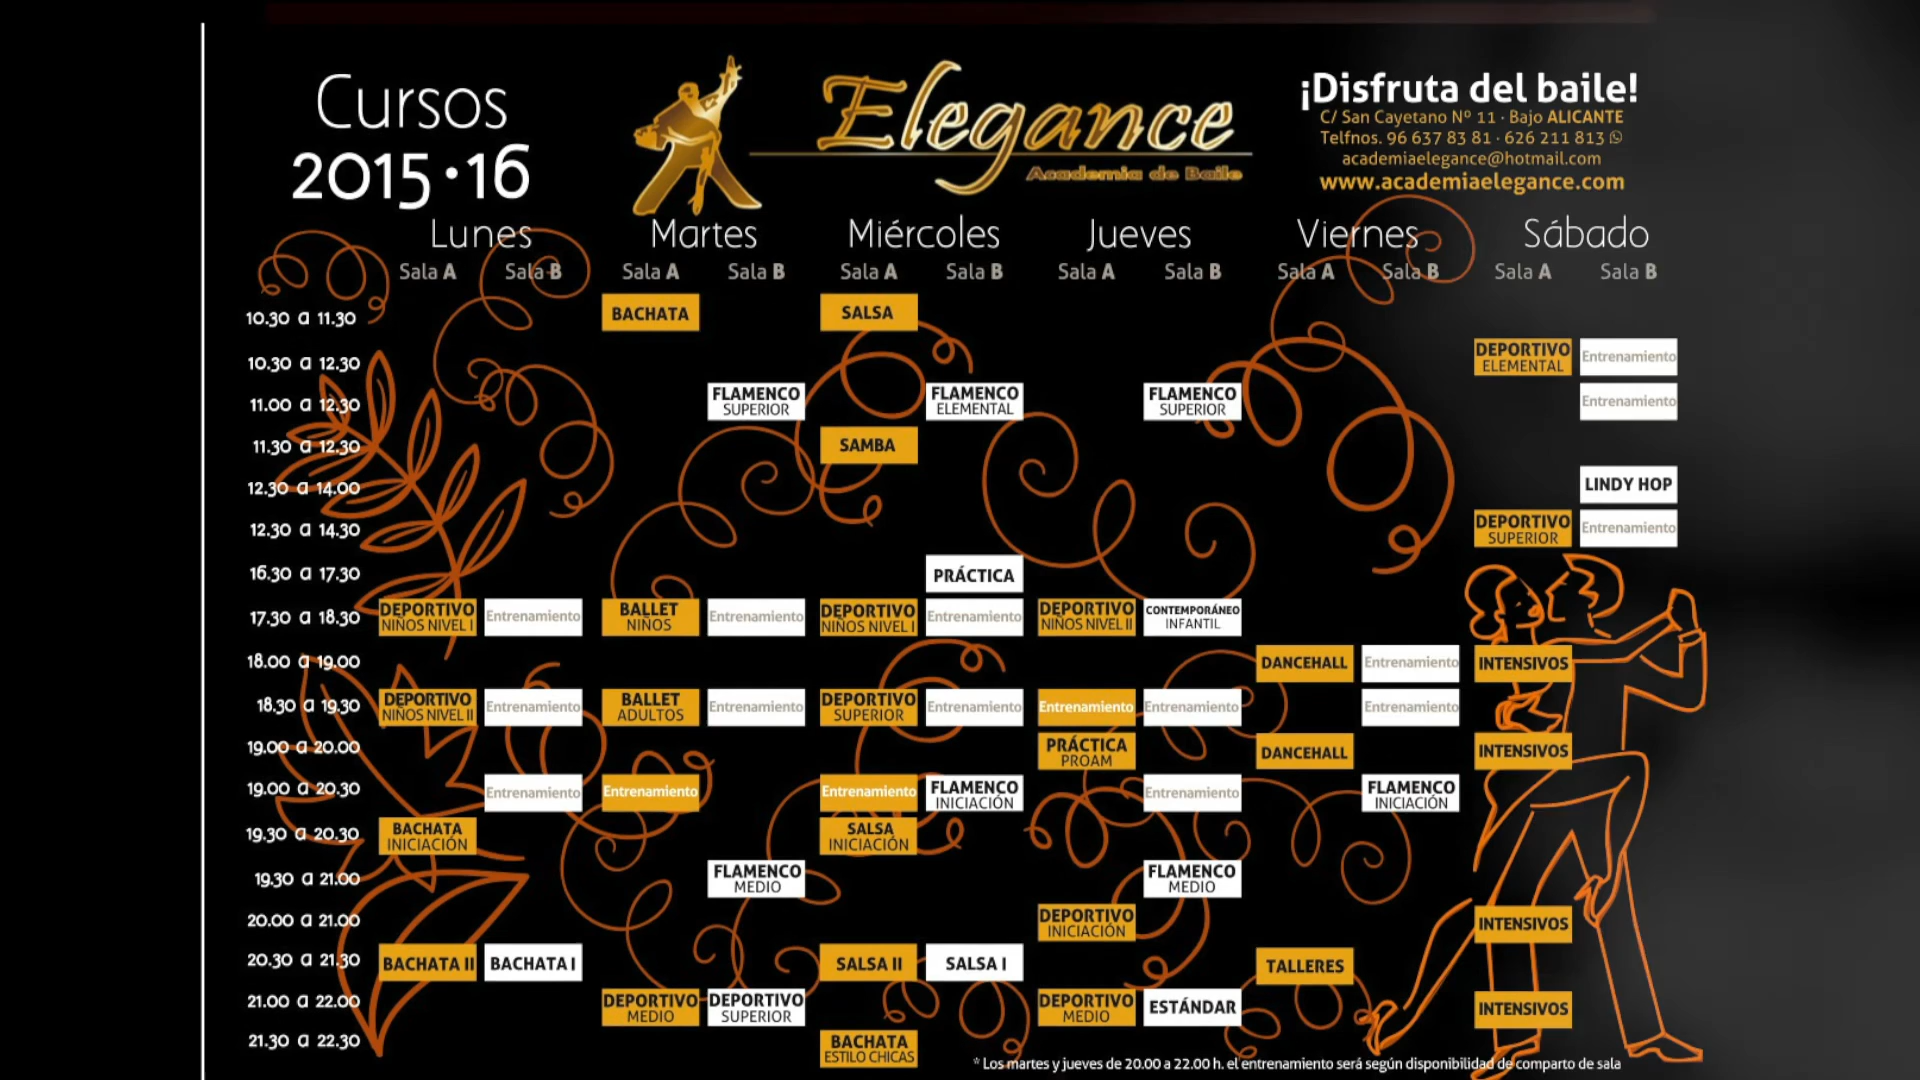 Cursos
2015·16
Elegance
Academia de Baile
¡Disfruta del baile!
C/ San Cayetano Nº 11 · Bajo ALICANTE
Telfnos. 96 637 83 81 · 626 211 813
academiaelegance@hotmail.com
www.academiaelegance.com
Lunes Martes Miércoles Jueves Viernes Sábado
Sala A Sala B Sala A Sala B Sala A Sala B Sala A Sala B Sala A Sala B Sala A Sala B
10.30 a 11.30 BACHATA SALSA
10.30 a 12.30 DEPORTIVO ELEMENTAL Entrenamiento
11.00 a 12.30 FLAMENCO SUPERIOR FLAMENCO ELEMENTAL FLAMENCO SUPERIOR Entrenamiento
11.30 a 12.30 SAMBA
12.30 a 14.00 LINDY HOP
12.30 a 14.30 DEPORTIVO SUPERIOR Entrenamiento
16.30 a 17.30 PRÁCTICA
17.30 a 18.30 DEPORTIVO NIÑOS NIVEL I Entrenamiento BALLET NIÑOS Entrenamiento DEPORTIVO NIÑOS NIVEL I Entrenamiento DEPORTIVO NIÑOS NIVEL II CONTEMPORÁNEO INFANTIL
18.00 a 19.00 DANCEHALL Entrenamiento INTENSIVOS
18.30 a 19.30 DEPORTIVO NIÑOS NIVEL II Entrenamiento BALLET ADULTOS Entrenamiento DEPORTIVO SUPERIOR Entrenamiento Entrenamiento Entrenamiento Entrenamiento
19.00 a 20.00 PRÁCTICA PROAM DANCEHALL INTENSIVOS
19.00 a 20.30 Entrenamiento Entrenamiento Entrenamiento FLAMENCO INICIACIÓN Entrenamiento FLAMENCO INICIACIÓN
19.30 a 20.30 BACHATA INICIACIÓN SALSA INICIACIÓN
19.30 a 21.00 FLAMENCO MEDIO FLAMENCO MEDIO
20.00 a 21.00 DEPORTIVO INICIACIÓN INTENSIVOS
20.30 a 21.30 BACHATA II BACHATA I SALSA II SALSA I TALLERES
21.00 a 22.00 DEPORTIVO MEDIO DEPORTIVO SUPERIOR DEPORTIVO MEDIO ESTÁNDAR INTENSIVOS
21.30 a 22.30 BACHATA ESTILO CHICAS
* Los martes y jueves de 20.00 a 22.00 h. el entrenamiento será según disponibilidad de comparto de sala